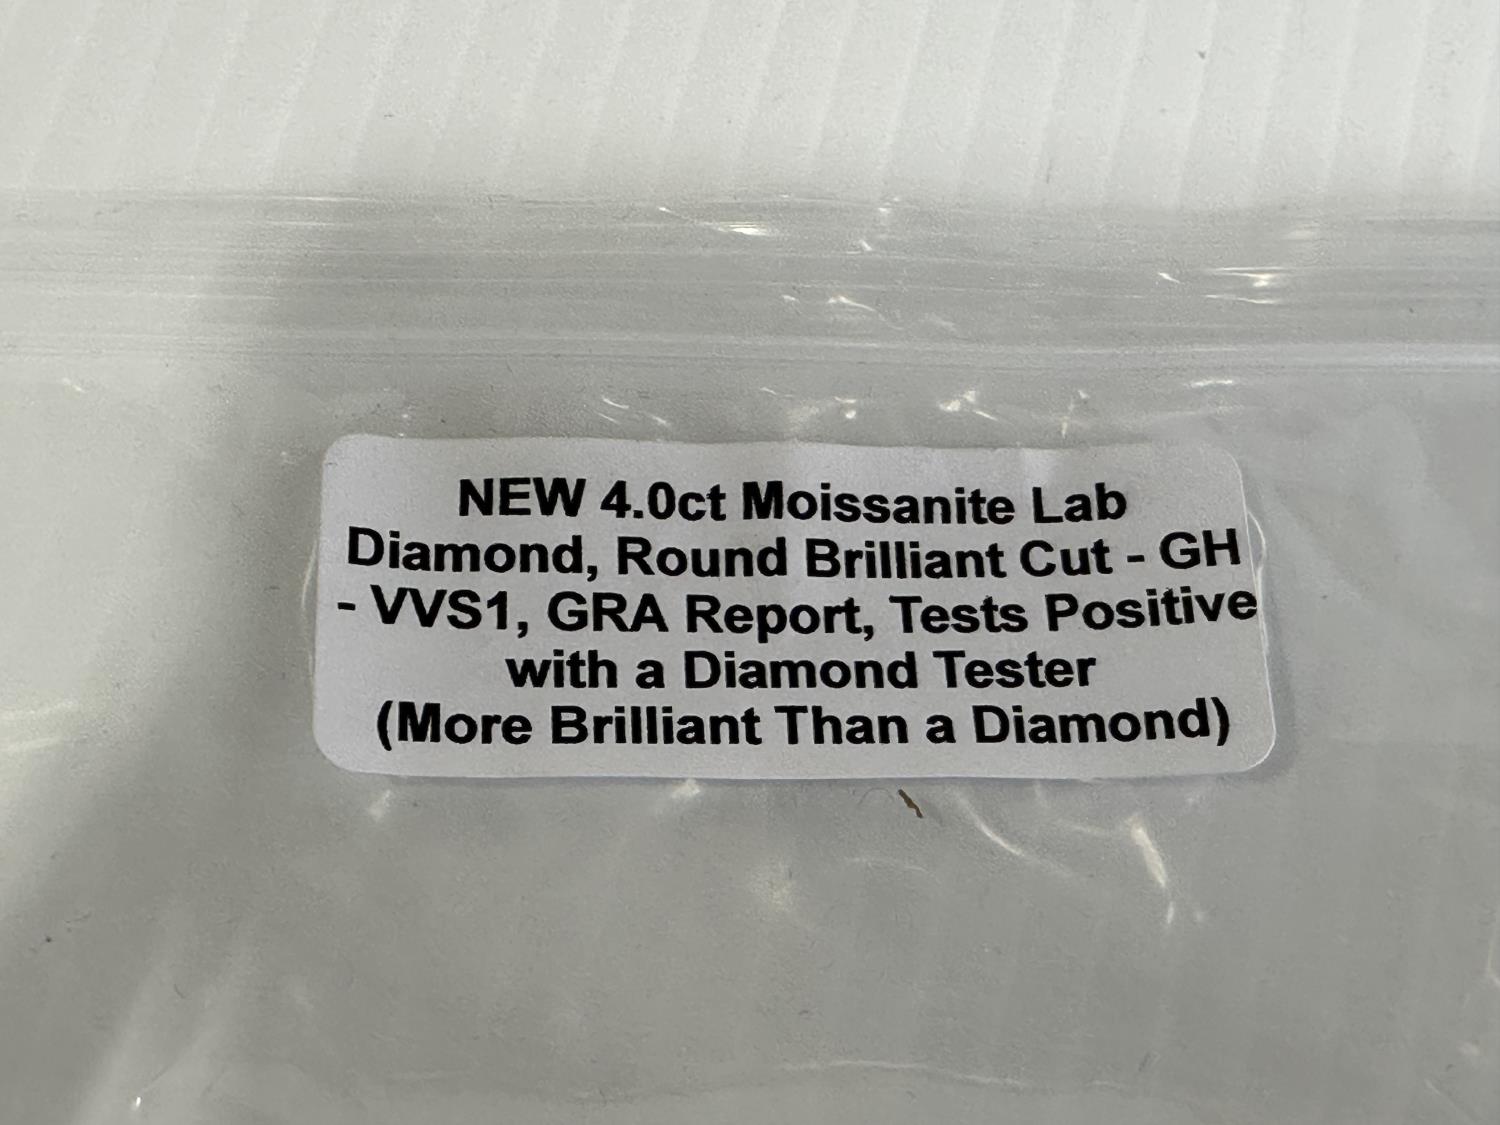 NEW 4.0ct Moissanite Lab
Diamond, Round Brilliant Cut - GH
- VVS1, GRA Report, Tests Positive
with a Diamond Tester
(More Brilliant Than a Diamond)